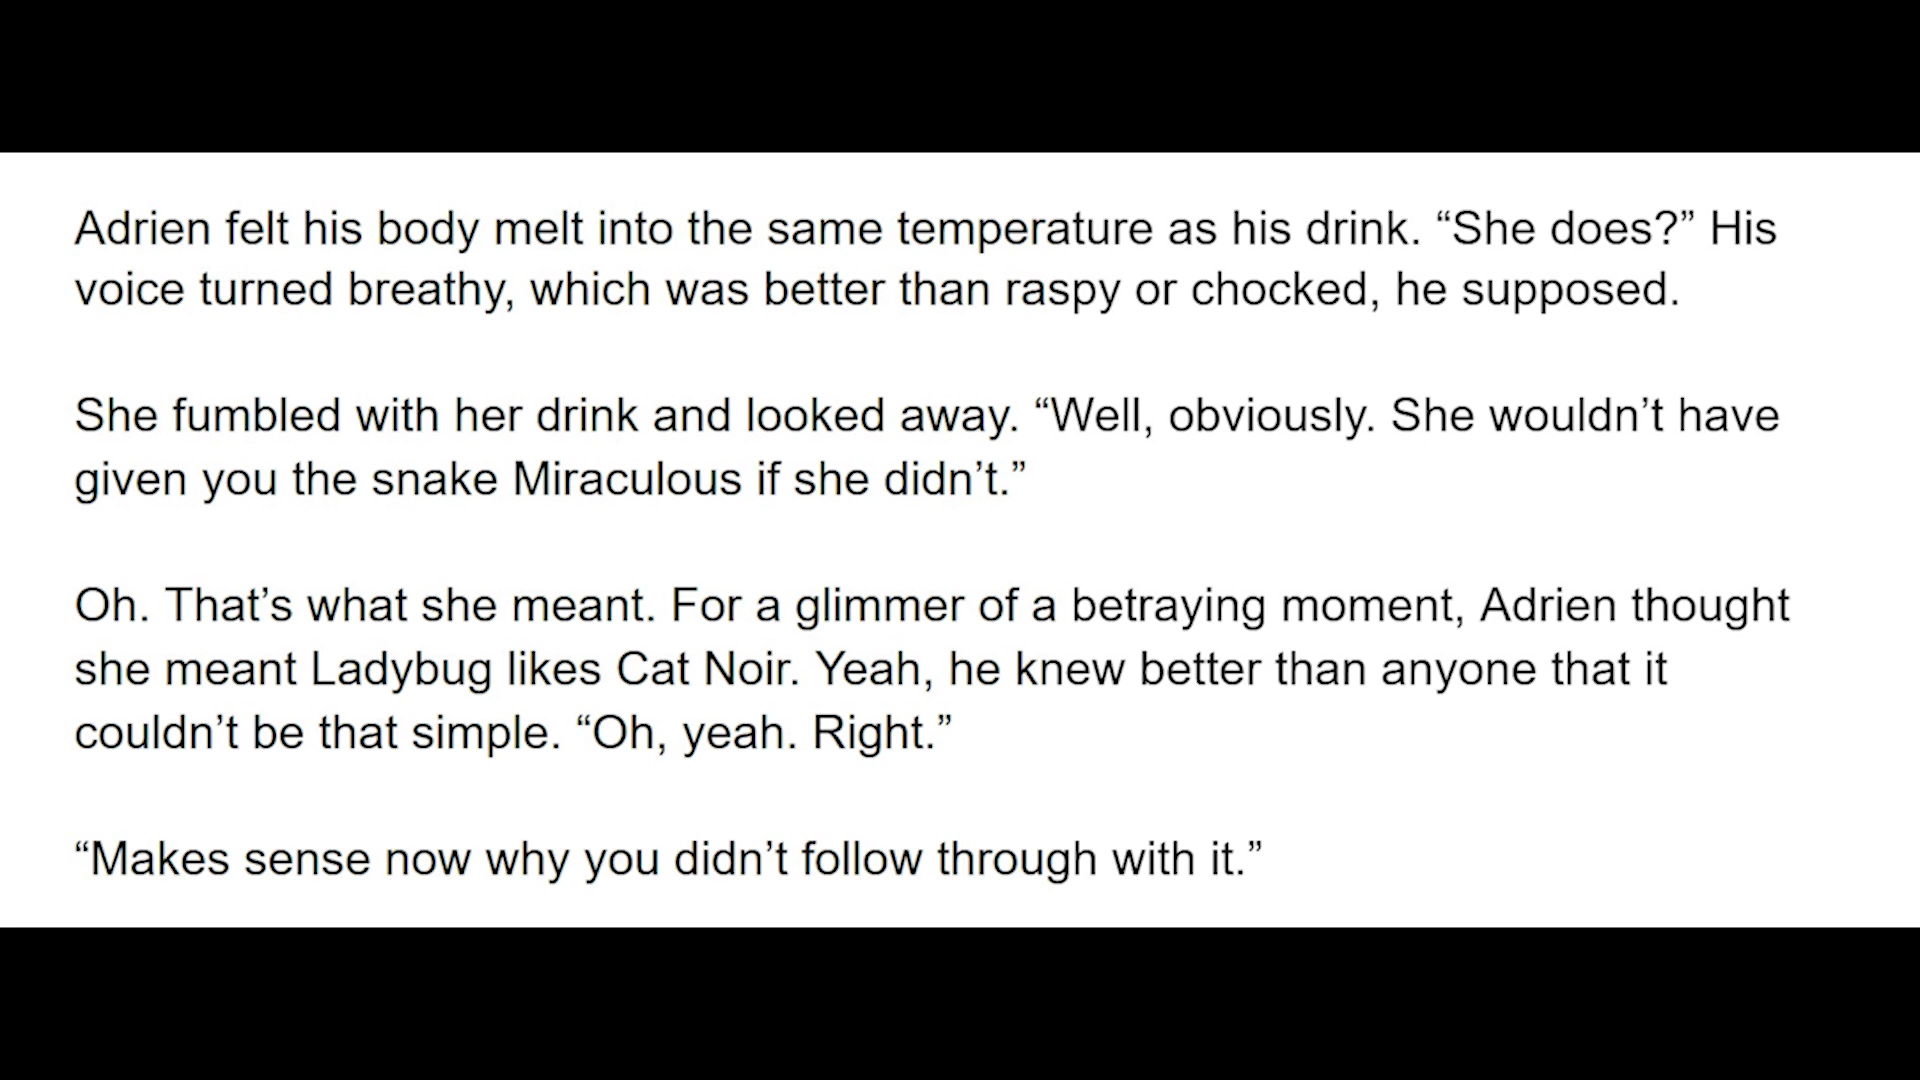 Adrien felt his body melt into the same temperature as his drink. “She does?” His
voice turned breathy, which was better than raspy or chocked, he supposed.
She fumbled with her drink and looked away. “Well, obviously. She wouldn’t have
given you the snake Miraculous if she didn’t.”
Oh. That’s what she meant. For a glimmer of a betraying moment, Adrien thought
she meant Ladybug likes Cat Noir. Yeah, he knew better than anyone that it
couldn’t be that simple. “Oh, yeah. Right.”
“Makes sense now why you didn’t follow through with it.”